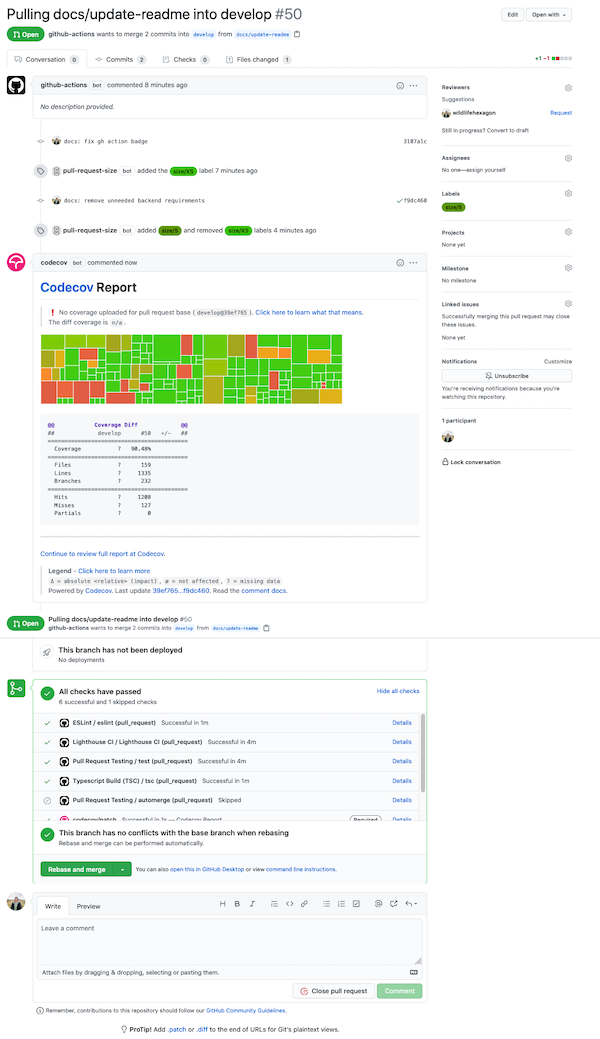 Pulling docs/update-readme into develop #50
Edit
Open with
Open
github-actions wants to merge 2 commits into develop from docs/update-readme
Conversation 0
Commits 2
Checks 0
Files changed 1
+1 −1
github-actions bot commented 8 minutes ago
No description provided.
docs: fix gh action badge
3107a1c
pull-request-size bot added the size/XS label 7 minutes ago
docs: remove unneeded backend requirements
f9dc460
pull-request-size bot added size/S and removed size/XS labels 4 minutes ago
codecov bot commented now
Codecov Report
! No coverage uploaded for pull request base ( develop@39ef765 ). Click here to learn what that means.
The diff coverage is n/a .
@@ Coverage Diff @@
## develop #50 +/- ##
==========================================
Coverage ? 90.48%
==========================================
Files ? 159
Lines ? 1335
Branches ? 232
==========================================
Hits ? 1208
Misses ? 127
Partials ? 0
Continue to review full report at Codecov.
Legend - Click here to learn more
Δ = absolute <relative> (impact) , ø = not affected , ? = missing data
Powered by Codecov. Last update 39ef765...f9dc460. Read the comment docs.
Reviewers
Suggestions
wildlifehexagon
Request
Still in progress? Convert to draft
Assignees
No one—assign yourself
Labels
size/S
Projects
None yet
Milestone
No milestone
Linked issues
Successfully merging this pull request may close
these issues.
None yet
Notifications
Customize
Unsubscribe
You're receiving notifications because you're
watching this repository.
1 participant
Lock conversation
Open
Pulling docs/update-readme into develop #50
github-actions wants to merge 2 commits into develop from docs/update-readme
This branch has not been deployed
No deployments
All checks have passed
Hide all checks
6 successful and 1 skipped checks
ESLint / eslint (pull_request) Successful in 1m
Details
Lighthouse CI / Lighthouse CI (pull_request) Successful in 4m
Details
Pull Request Testing / test (pull_request) Successful in 4m
Details
Typescript Build (TSC) / tsc (pull_request) Successful in 1m
Details
Pull Request Testing / automerge (pull_request) Skipped
Details
codecov/patch Successful in 1s — Codecov Report
Required
Details
This branch has no conflicts with the base branch when rebasing
Rebase and merge can be performed automatically.
Rebase and merge
You can also open this in GitHub Desktop or view command line instructions.
Write
Preview
H B I
Leave a comment
Attach files by dragging & dropping, selecting or pasting them.
Close pull request
Comment
Remember, contributions to this repository should follow our GitHub Community Guidelines.
ProTip! Add .patch or .diff to the end of URLs for Git's plaintext views.